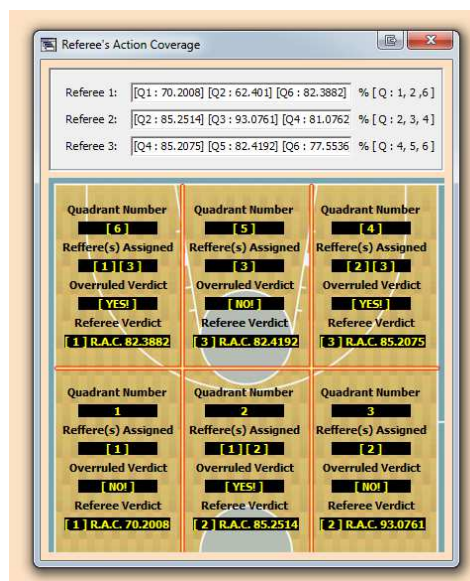 Referee's Action Coverage
Referee 1: [Q1 : 70.2008] [Q2 : 62.401] [Q6 : 82.3882] % [ Q : 1, 2 ,6 ]
Referee 2: [Q2 : 85.2514] [Q3 : 93.0761] [Q4 : 81.0762 % [ Q : 2, 3, 4 ]
Referee 3: [Q4 : 85.2075] [Q5 : 82.4192] [Q6 : 77.5536 % [ Q : 4, 5, 6 ]
Quadrant Number Quadrant Number Quadrant Number
[ 6 ] [ 5 ] [ 4 ]
Reffere(s) Assigned Reffere(s) Assigned Reffere(s) Assigned
[ 1 ] [ 3 ] [ 3 ] [ 2 ] [ 3 ]
Overruled Verdict Overruled Verdict Overruled Verdict
[ YES! ] [ NO! ] [ YES! ]
Referee Verdict Referee Verdict Referee Verdict
[ 1 ] R.A.C. 82.3882 [ 3 ] R.A.C. 82.4192 [ 3 ] R.A.C. 85.2075
Quadrant Number Quadrant Number Quadrant Number
1 2 3
Reffere(s) Assigned Reffere(s) Assigned Reffere(s) Assigned
[ 1 ] [ 1 ] [ 2 ] [ 2 ]
Overruled Verdict Overruled Verdict Overruled Verdict
[ NO! ] [ YES! ] [ NO! ]
Referee Verdict Referee Verdict Referee Verdict
[ 1 ] R.A.C. 70.2008 [ 2 ] R.A.C. 85.2514 [ 2 ] R.A.C. 93.0761